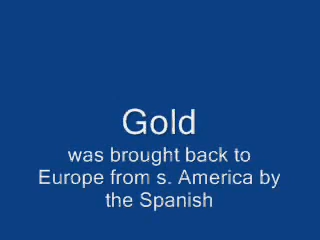 Gold
was brought back to
Europe from s. America by
the Spanish